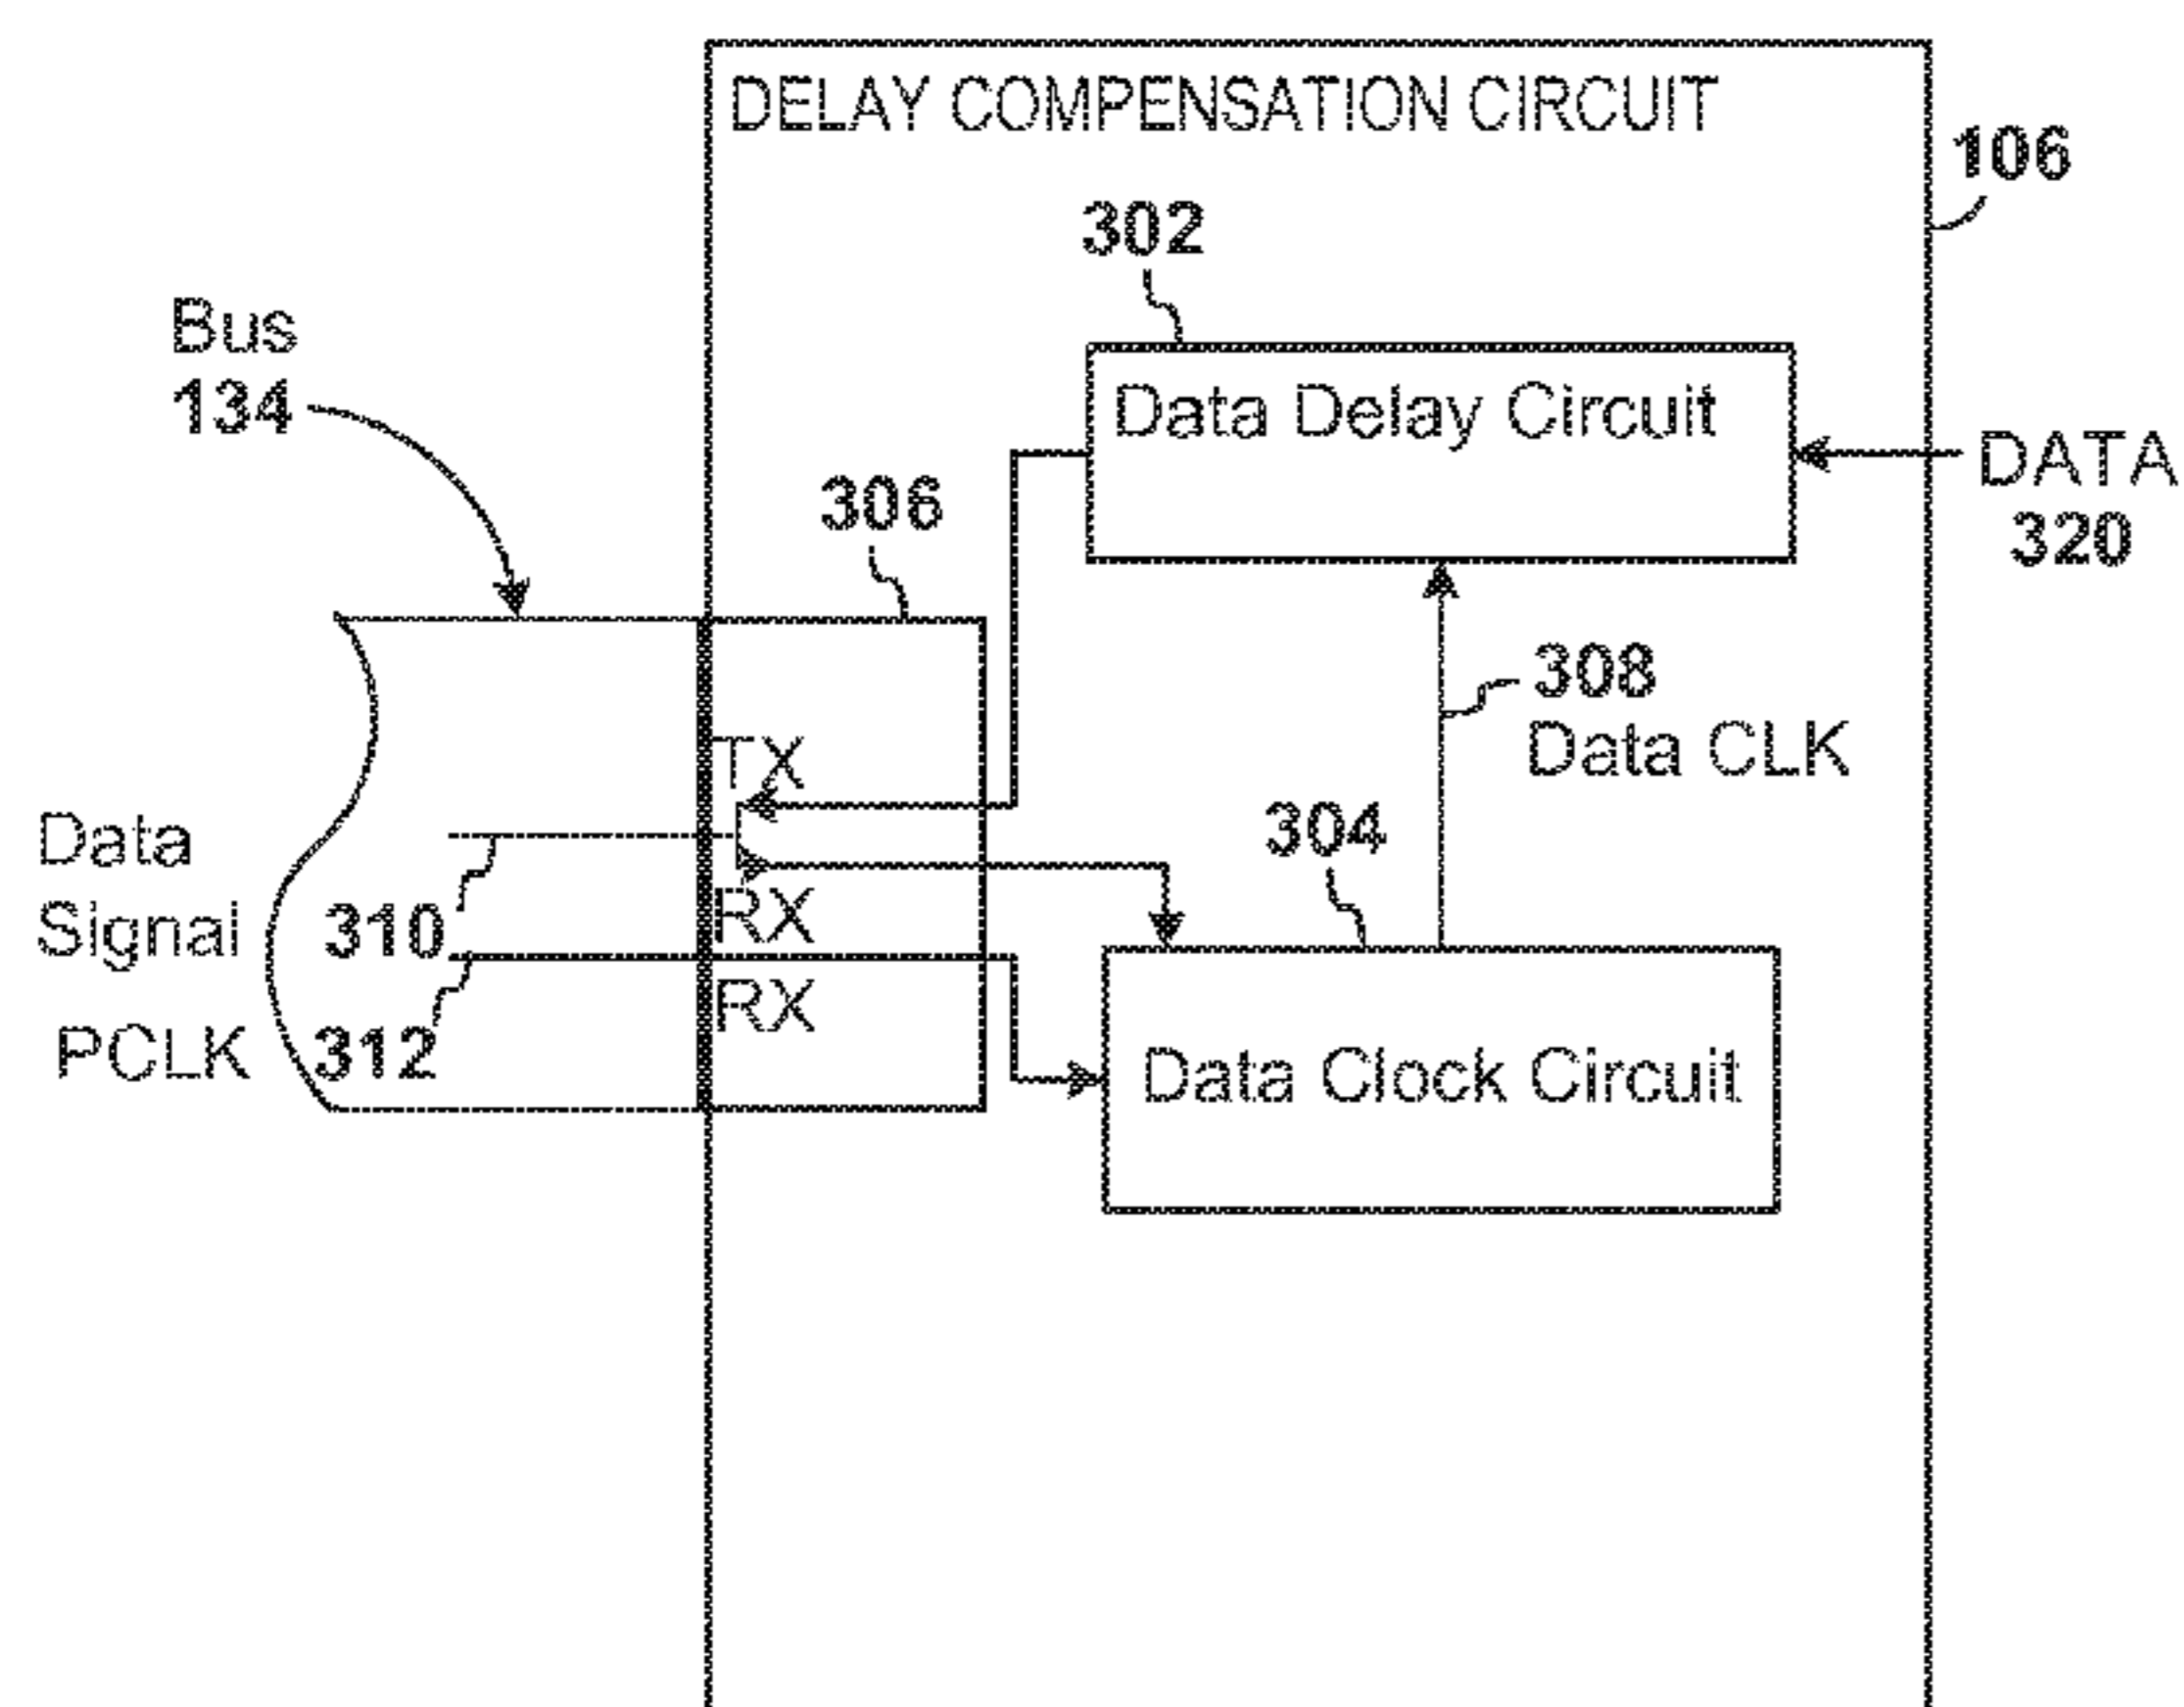 DELAY COMPENSATION CIRCUIT
106
302
Bus
134
Data Delay Circuit
DATA
320
306
308
Data CLK
TX
304
Data
Signal
310
RX
RX
PCLK
312
Data Clock Circuit